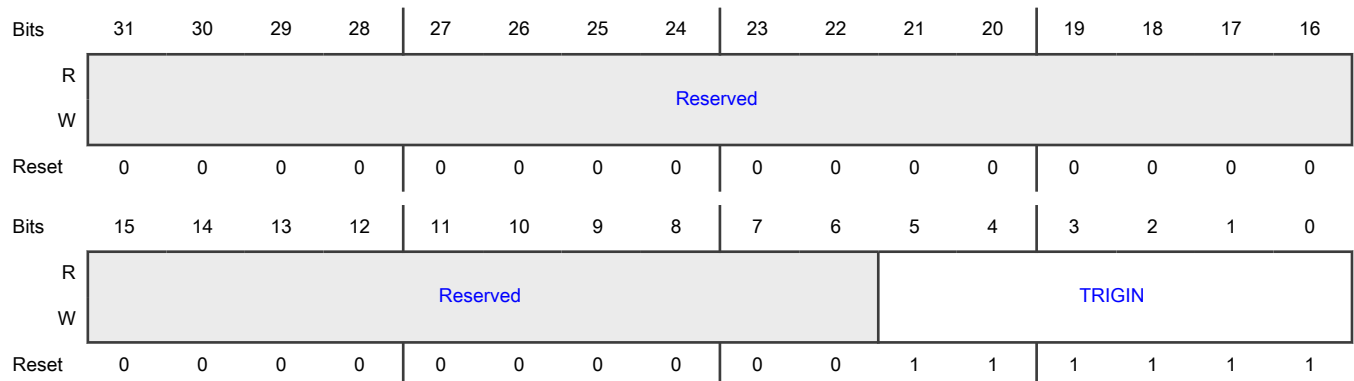 Bits 31 30 29 28 27 26 25 24 23 22 21 20 19 18 17 16
R
Reserved
W
Reset 0 0 0 0 0 0 0 0 0 0 0 0 0 0 0 0
Bits 15 14 13 12 11 10 9 8 7 6 5 4 3 2 1 0
R
Reserved TRIGIN
W
Reset 0 0 0 0 0 0 0 0 0 0 1 1 1 1 1 1